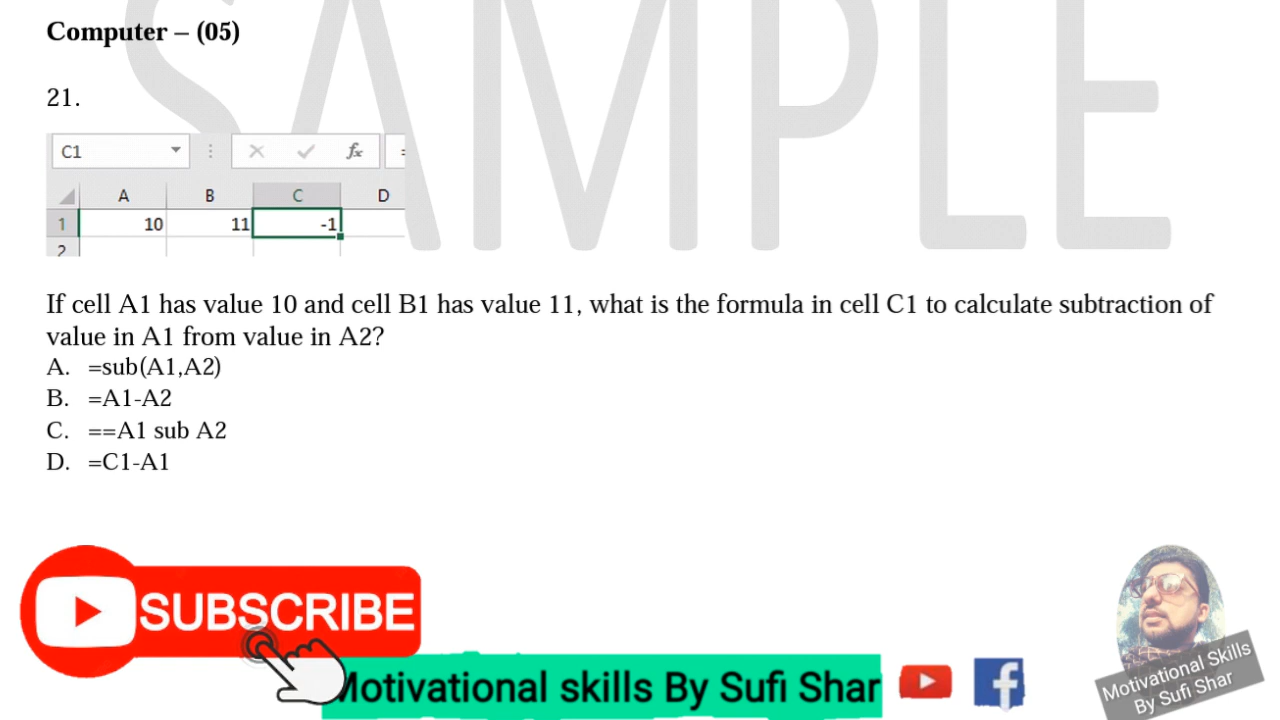 SAMPLE
Computer – (05)
21.
C1 fx =
A B C D
1 10 11 -1
2
If cell A1 has value 10 and cell B1 has value 11, what is the formula in cell C1 to calculate subtraction of
value in A1 from value in A2?
A. =sub(A1,A2)
B. =A1-A2
C. ==A1 sub A2
D. =C1-A1
SUBSCRIBE
Motivational skills By Sufi Shar
f
Motivational Skills
By Sufi Shar